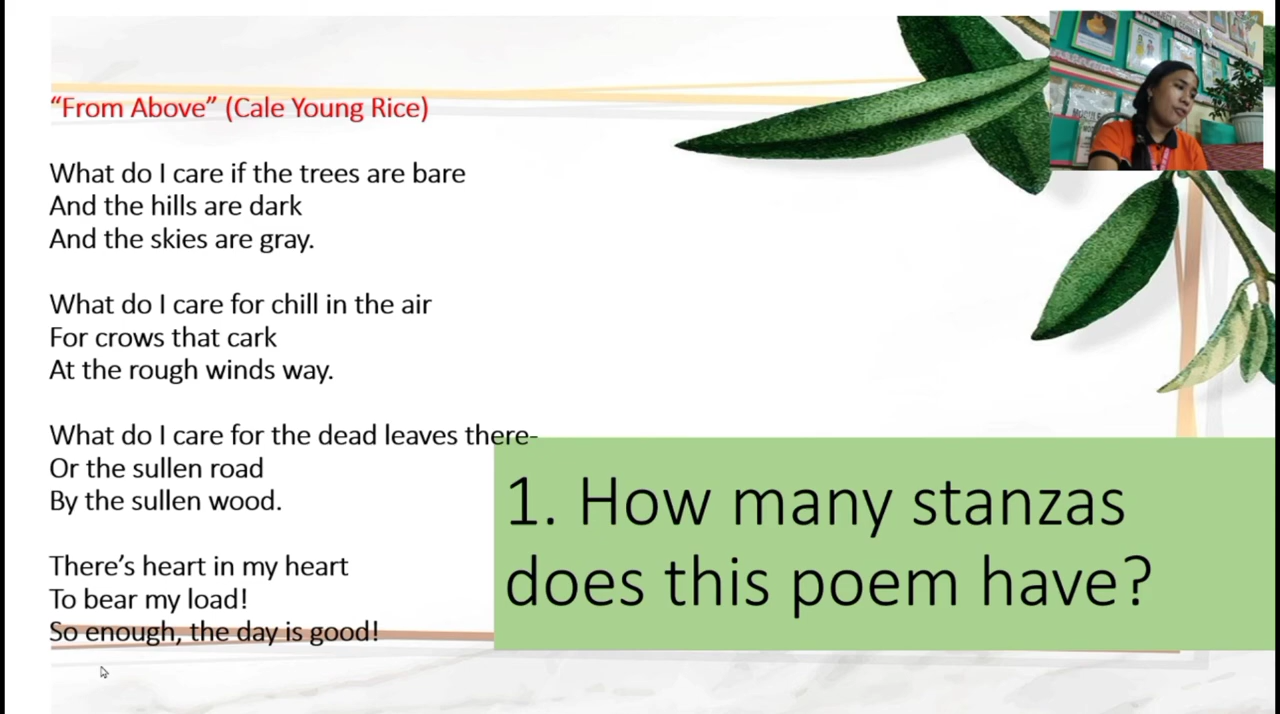 “From Above” (Cale Young Rice)
What do I care if the trees are bare
And the hills are dark
And the skies are gray.
What do I care for chill in the air
For crows that cark
At the rough winds way.
What do I care for the dead leaves there-
Or the sullen road
By the sullen wood.
There’s heart in my heart
To bear my load!
So enough, the day is good!
1. How many stanzas
does this poem have?